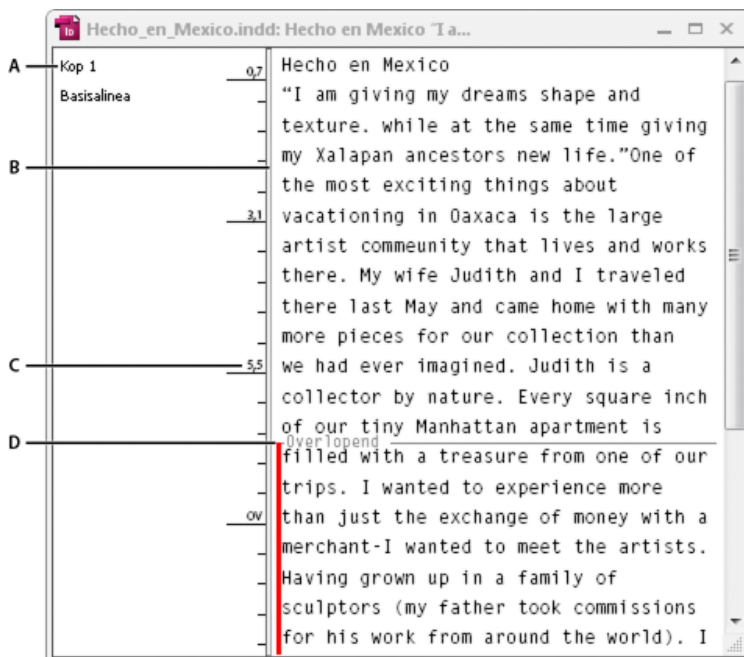 Hecho_en_Mexico.indd: Hecho en Mexico “I a...
A
Kop 1
0,7
Hecho en Mexico
Basisalinea
“I am giving my dreams shape and
texture. while at the same time giving
B
my Xalapan ancestors new life.”One of
the most exciting things about
3,1
vacationing in Oaxaca is the large
artist commeunity that lives and works
there. My wife Judith and I traveled
there last May and came home with many
more pieces for our collection than
C
5,5
we had ever imagined. Judith is a
collector by nature. Every square inch
of our tiny Manhattan apartment is
D
Overlopend
filled with a treasure from one of our
trips. I wanted to experience more
OV
than just the exchange of money with a
merchant-I wanted to meet the artists.
Having grown up in a family of
sculptors (my father took commissions
for his work from around the world). I